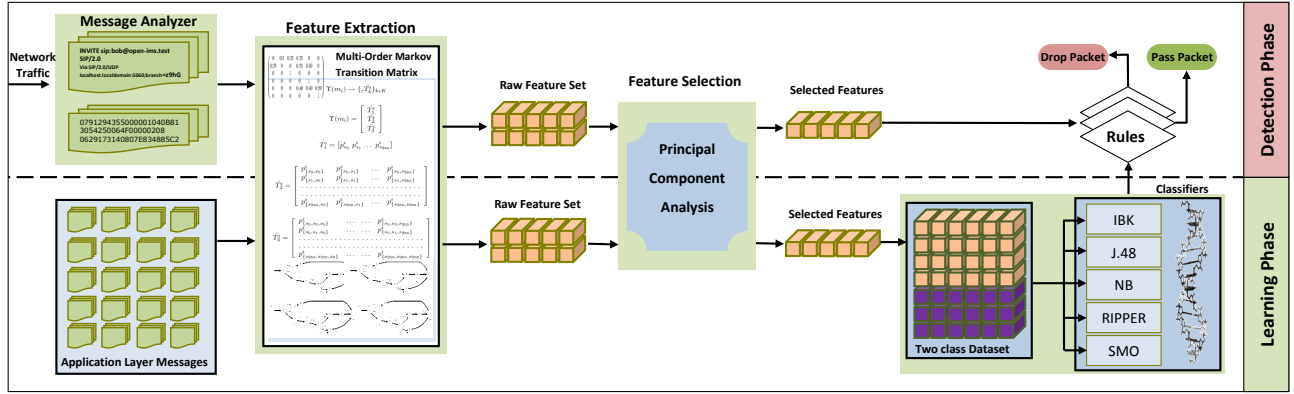 Message Analyzer
Network
Traffic
INVITE sip:bob@open-ims.test
SIP/2.0
Via:SIP/2.0/UDP
localhost.localdomain:5060;branch=z9hG
0791294355000001040BB1
3054250064F00000208
0629173140807E834885C2
Feature Extraction
Multi-Order Markov
Transition Matrix
Raw Feature Set
Feature Selection
Selected Features
Drop Packet
Pass Packet
Rules
Detection Phase
Principal
Component
Analysis
Application Layer Messages
Raw Feature Set
Selected Features
Two class Dataset
Classifiers
IBK
J.48
NB
RIPPER
SMO
Learning Phase